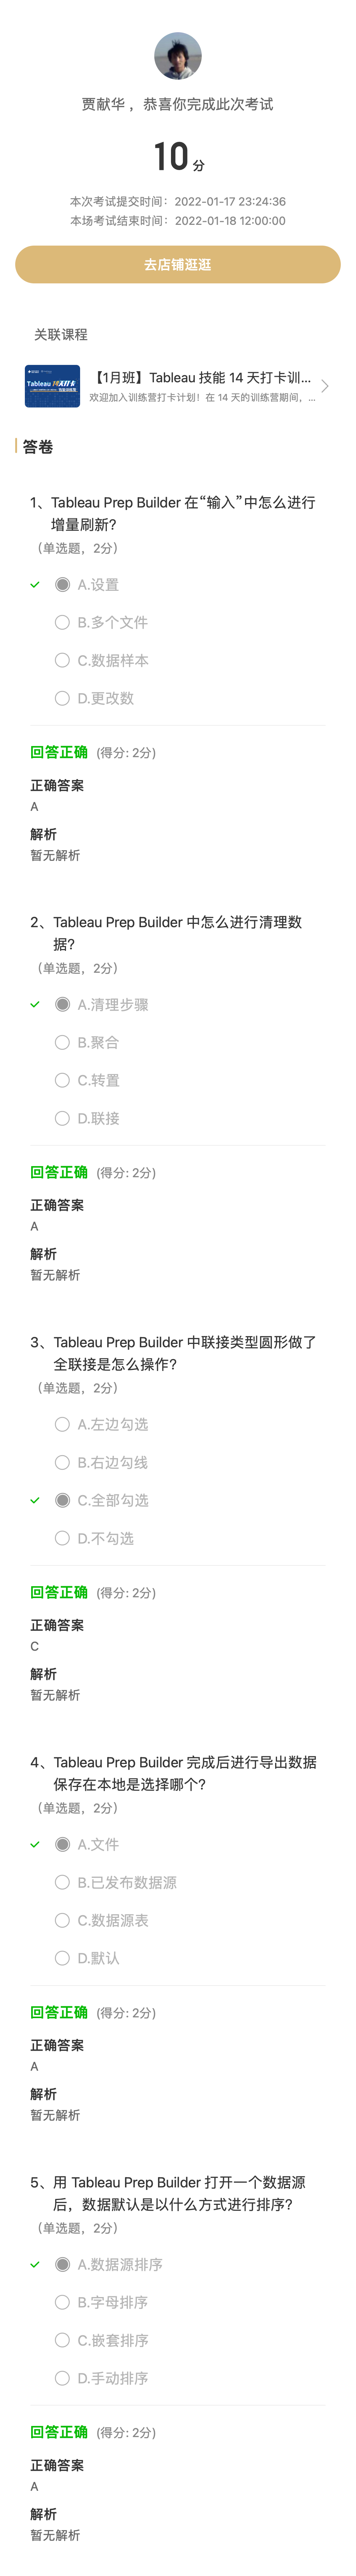 贾献华，恭喜你完成此次考试
10分
本次考试提交时间：2022-01-17 23:24:36
本场考试结束时间：2022-01-18 12:00:00
去店铺逛逛
关联课程
Tableau
【1月班】Tableau 技能 14 天打卡训...
欢迎加入训练营打卡计划！在 14 天的训练营期间，...
答卷
1、Tableau Prep Builder 在“输入”中怎么进行
增量刷新?
（单选题，2分）
A.设置
B.多个文件
C.数据样本
D.更改数
回答正确 (得分: 2分)
正确答案
A
解析
暂无解析
2、Tableau Prep Builder 中怎么进行清理数
据?
（单选题，2分）
A.清理步骤
B.聚合
C.转置
D.联接
回答正确 (得分: 2分)
正确答案
A
解析
暂无解析
3、Tableau Prep Builder 中联接类型圆形做了
全联接是怎么操作?
（单选题，2分）
A.左边勾选
B.右边勾线
C.全部勾选
D.不勾选
回答正确 (得分: 2分)
正确答案
C
解析
暂无解析
4、Tableau Prep Builder 完成后进行导出数据
保存在本地是选择哪个?
（单选题，2分）
A.文件
B.已发布数据源
C.数据源表
D.默认
回答正确 (得分: 2分)
正确答案
A
解析
暂无解析
5、用 Tableau Prep Builder 打开一个数据源
后，数据默认是以什么方式进行排序?
（单选题，2分）
A.数据源排序
B.字母排序
C.嵌套排序
D.手动排序
回答正确 (得分: 2分)
正确答案
A
解析
暂无解析